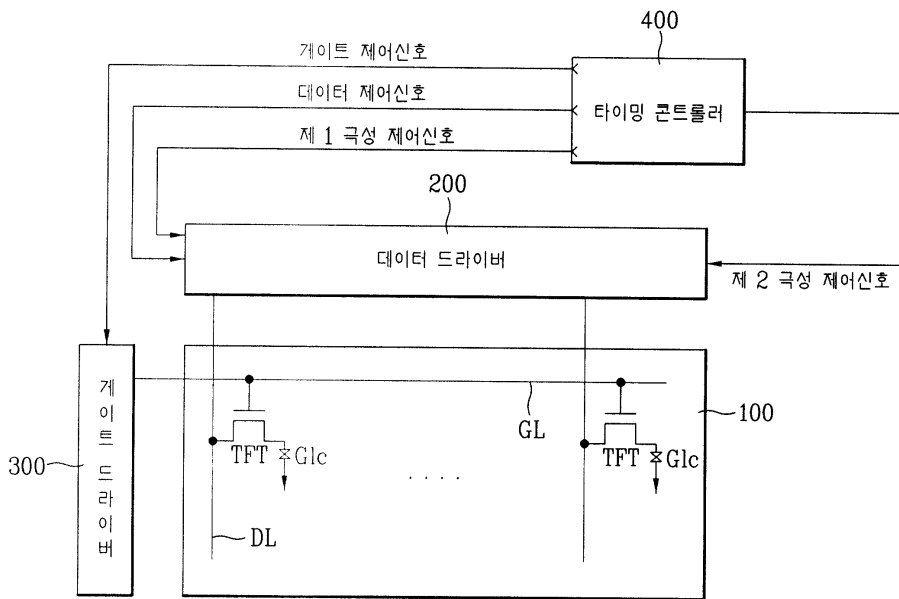 400
게이트 제어신호
데이터 제어신호
타이밍 콘트롤러
제 1 극성 제어신호
200
데이터 드라이버
제 2 극성 제어신호
게이트 드라이버
300
GL
100
TFT
Glc
TFT
Glc
. . . .
DL